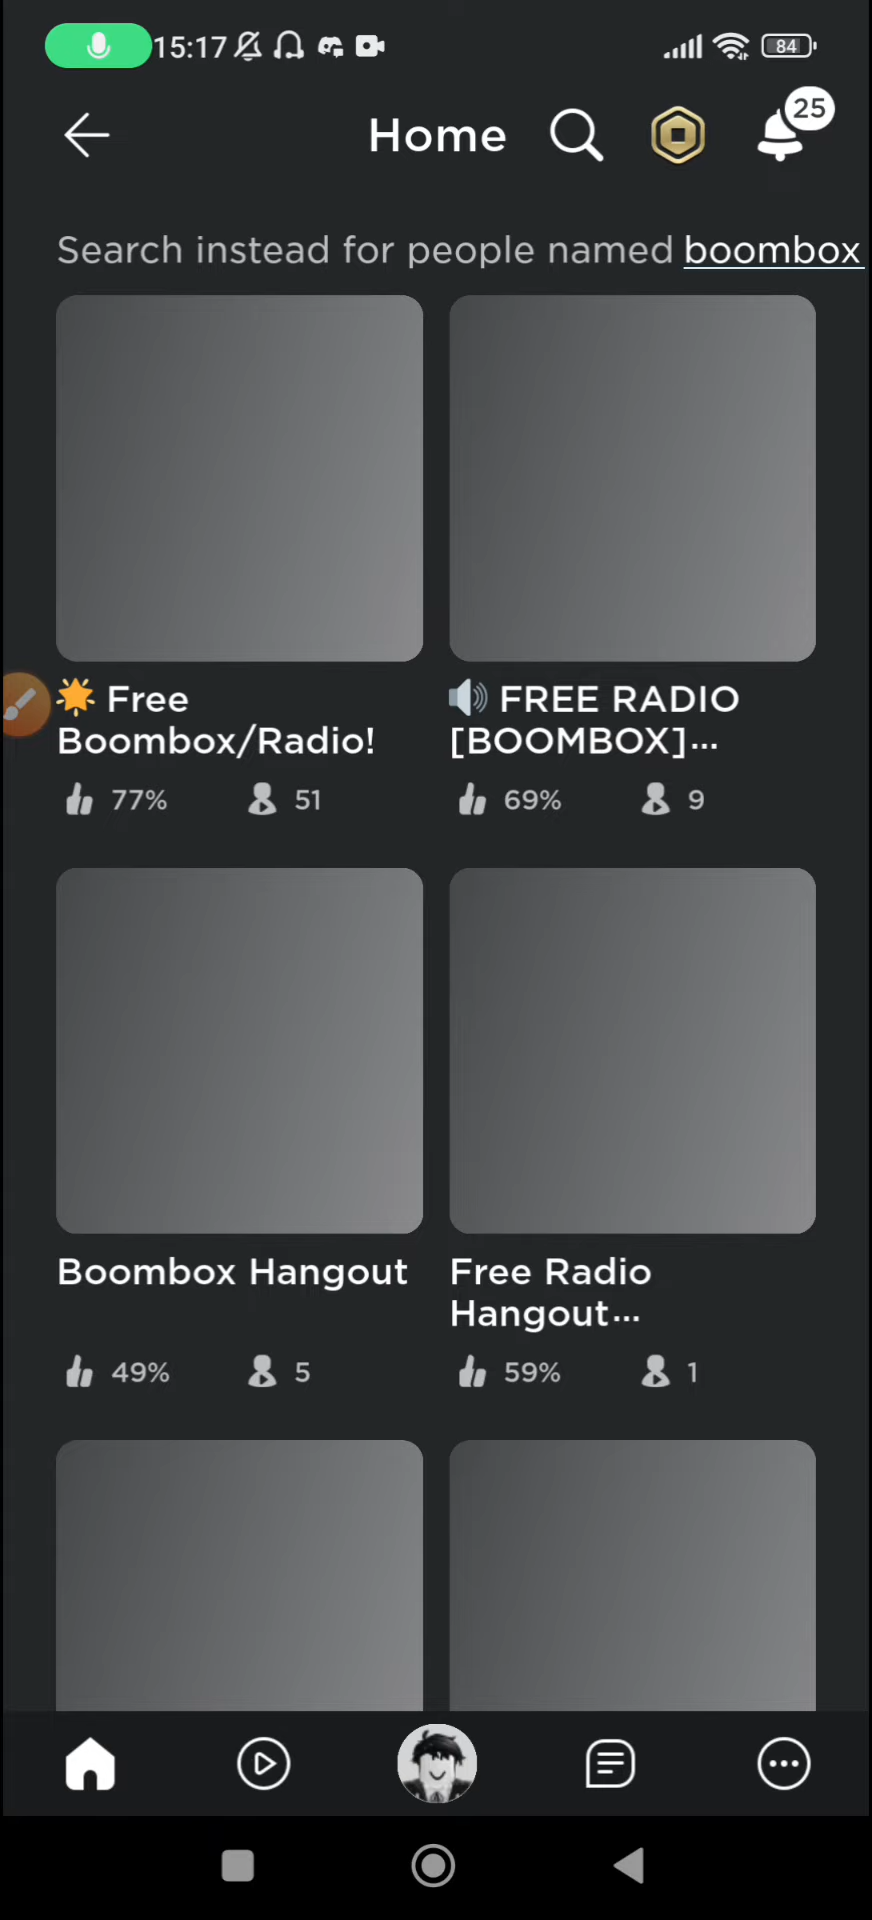 15:17
84
Home
25
Search instead for people named boombox
🌟 Free
Boombox/Radio!
77% 51
🔊 FREE RADIO
[BOOMBOX]...
69% 9
Boombox Hangout
49% 5
Free Radio
Hangout...
59% 1